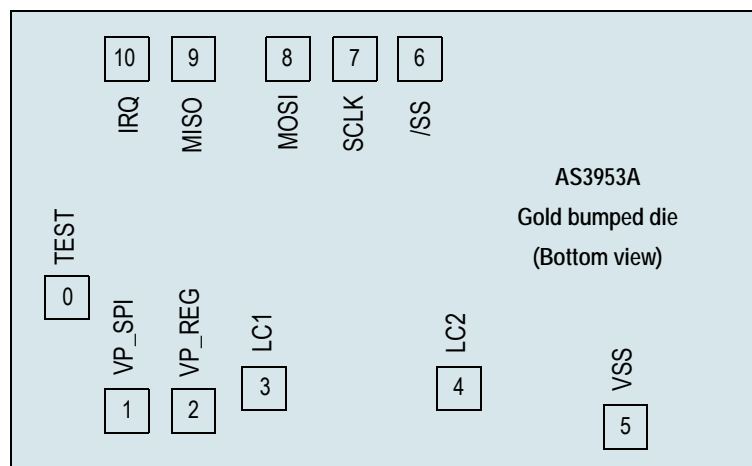 10 9 8 7 6
IRQ MISO MOSI SCLK /SS
AS3953A
Gold bumped die
(Bottom view)
TEST
0
VP_SPI VP_REG LC1 LC2 VSS
1 2 3 4 5